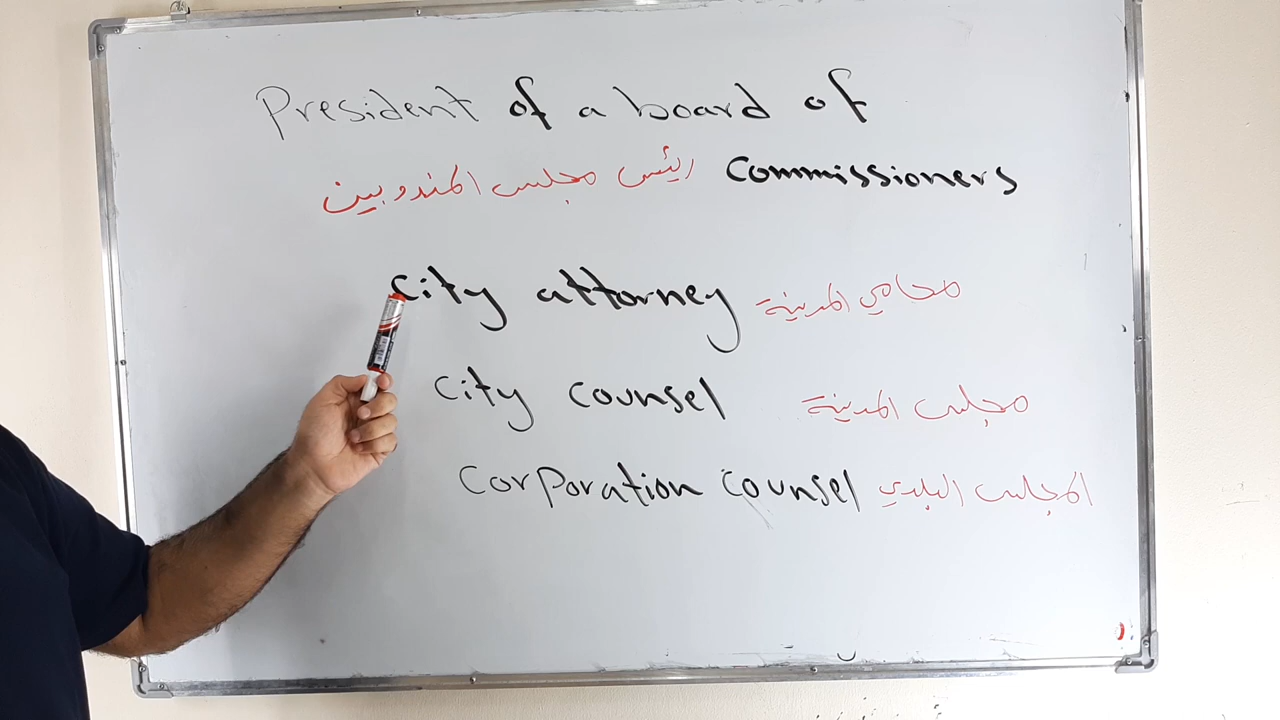 President of a board of
Commissioners رئيس مجلس المندوبين
City attorney محامي المدينة
City counsel مجلس المدينة
Corporation counsel المجلس البلدي